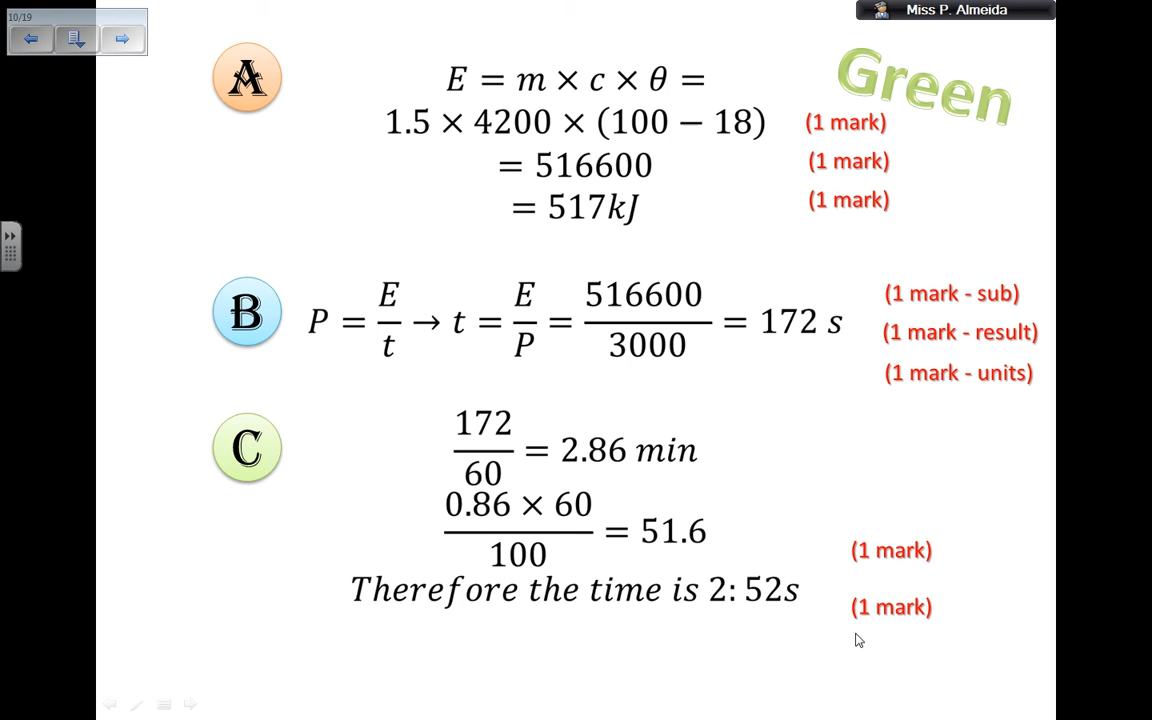 10/19
Miss P. Almeida
Green
A
E = m × c × θ =
1.5 × 4200 × (100 − 18) (1 mark)
= 516600 (1 mark)
= 517kJ (1 mark)
B
P = E/t → t = E/P = 516600/3000 = 172 s
(1 mark - sub)
(1 mark - result)
(1 mark - units)
C
172/60 = 2.86 min
0.86 × 60/100 = 51.6
(1 mark)
Therefore the time is 2: 52s
(1 mark)